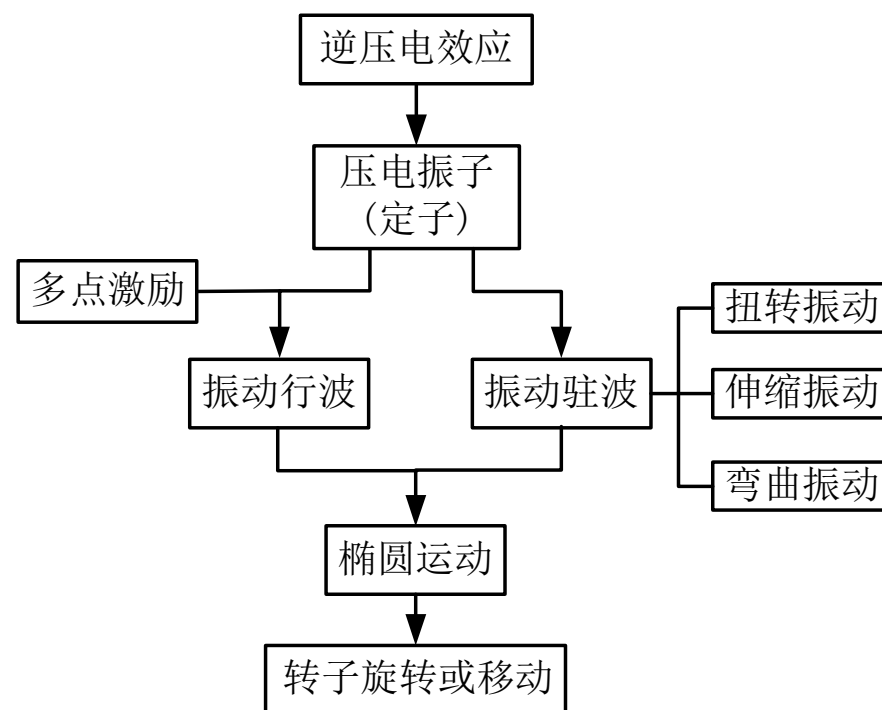 逆压电效应
压电振子
(定子)
多点激励
扭转振动
振动行波
振动驻波
伸缩振动
弯曲振动
椭圆运动
转子旋转或移动